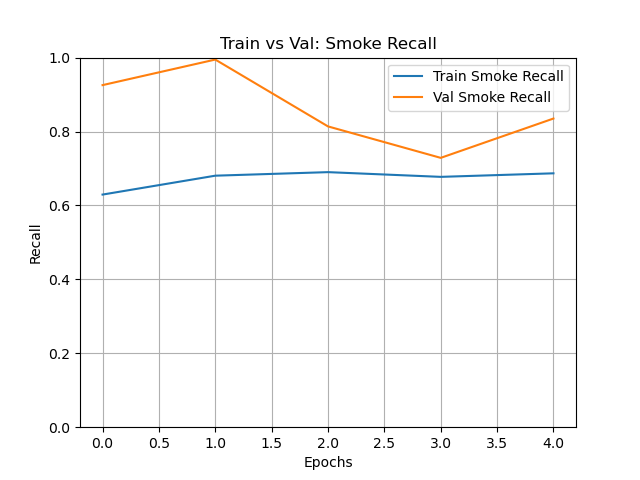 Train vs Val: Smoke Recall
1.0
0.8
0.6
0.4
0.2
0.0
Recall
Train Smoke Recall
Val Smoke Recall
0.0 0.5 1.0 1.5 2.0 2.5 3.0 3.5 4.0
Epochs